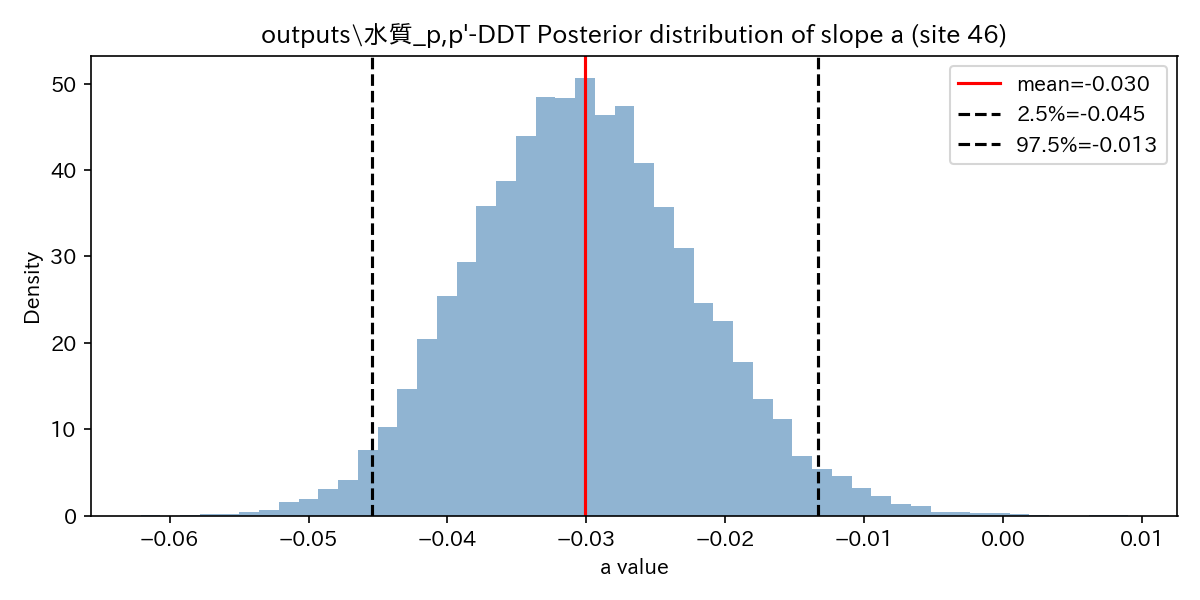 outputs\水質_p,p'-DDT Posterior distribution of slope a (site 46)
mean=-0.030
2.5%=-0.045
97.5%=-0.013
Density
50
40
30
20
10
0
−0.06 −0.05 −0.04 −0.03 −0.02 −0.01 0.00 0.01
a value